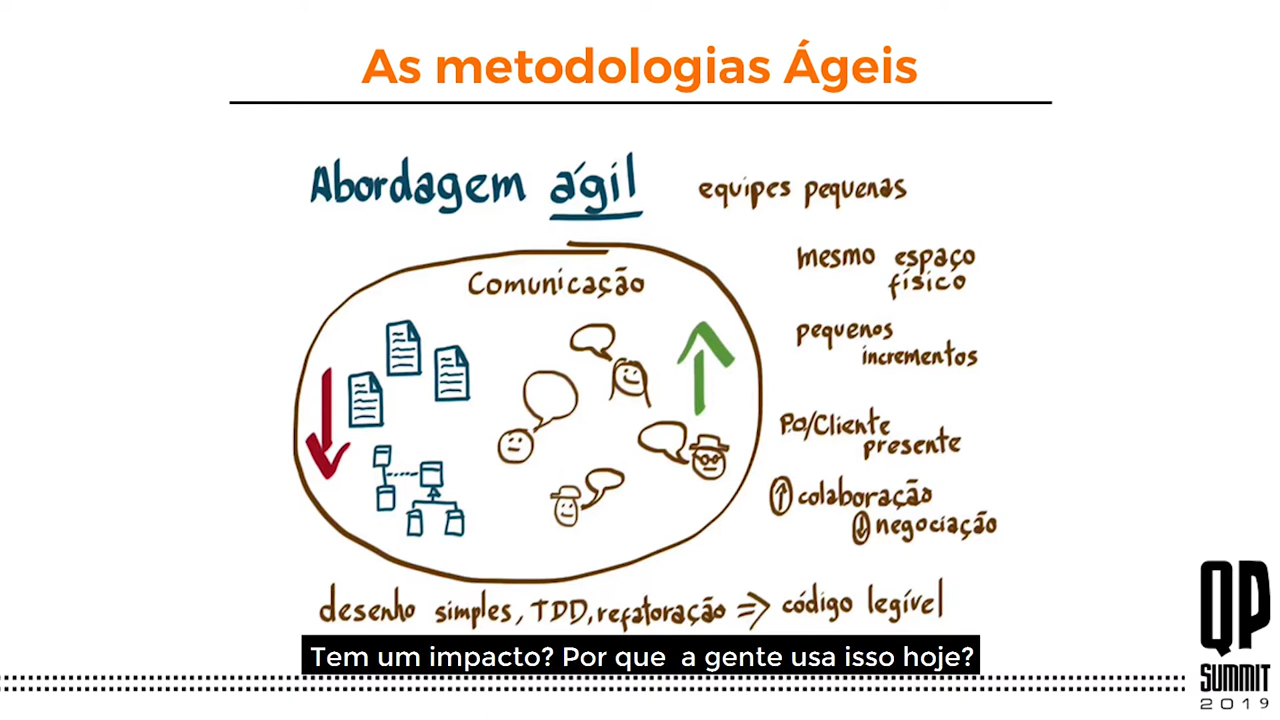 As metodologias Ágeis
Abordagem ágil
equipes pequenas
Comunicação
mesmo espaço
físico
pequenos
incrementos
P.O/Cliente
presente
colaboração
negociação
desenho simples, TDD, refatoração => código legível
Tem um impacto? Por que a gente usa isso hoje?
QP
SUMMIT
2019